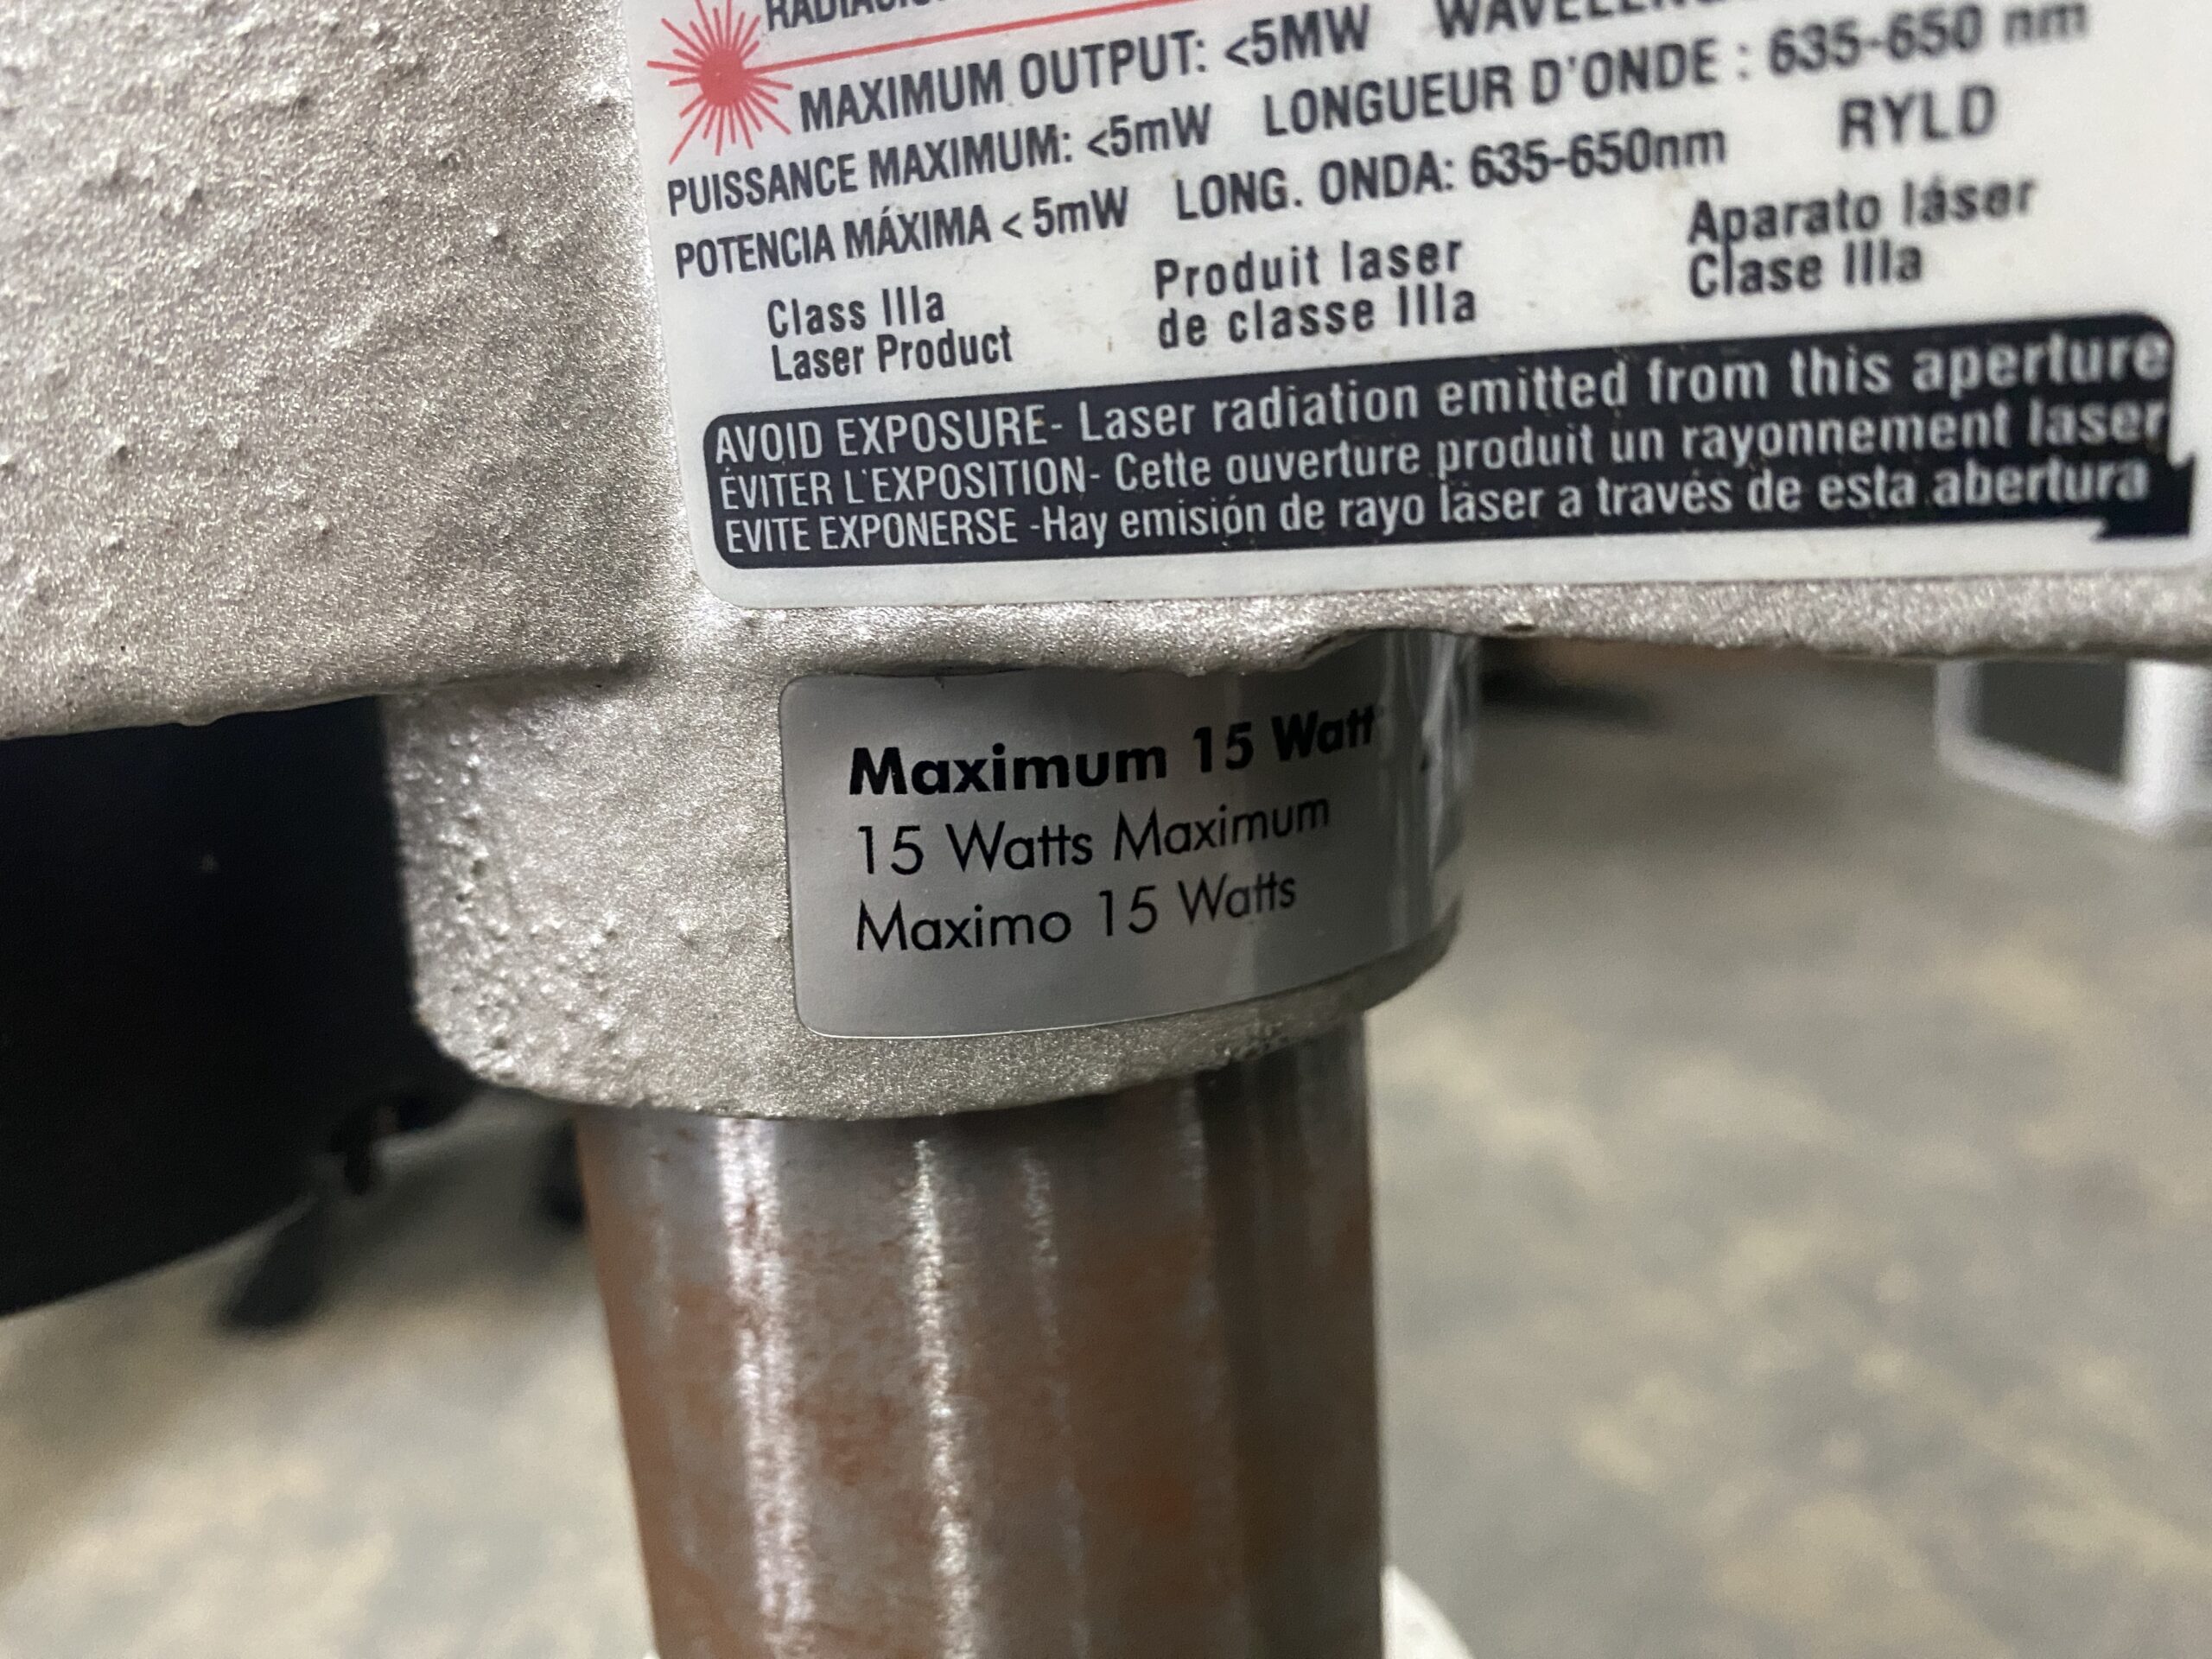 MAXIMUM OUTPUT: <5MW
PUISSANCE MAXIMUM: <5mW LONGUEUR D'ONDE : 635-650 nm
POTENCIA MÁXIMA < 5mW LONG. ONDA: 635-650nm RYLD
Class IIIa
Laser Product
Produit laser
de classe IIIa
Aparato láser
Clase IIIa
AVOID EXPOSURE- Laser radiation emitted from this aperture
ÉVITER L'EXPOSITION- Cette ouverture produit un rayonnement laser
EVITE EXPONERSE -Hay emisión de rayo láser a través de esta abertura
Maximum 15 Watt
15 Watts Maximum
Maximo 15 Watts